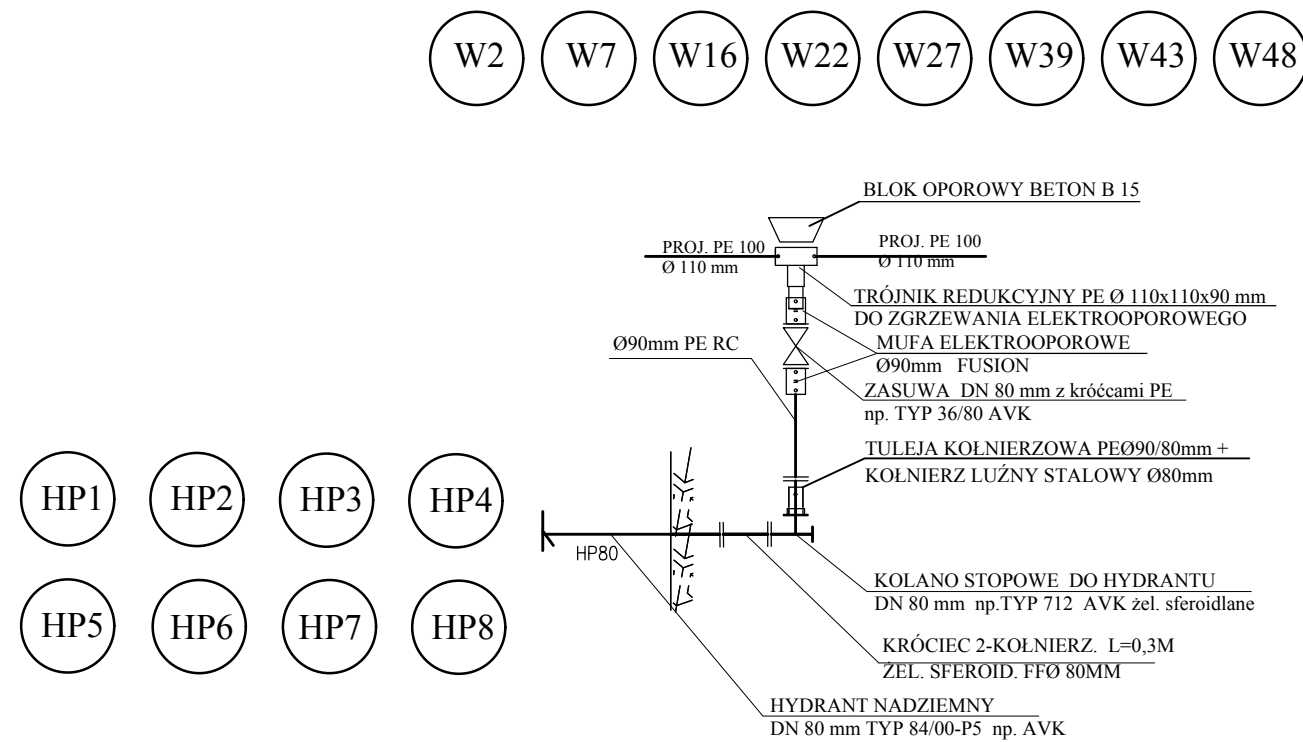 W2 W7 W16 W22 W27 W39 W43 W48
BLOK OPOROWY BETON B 15
PROJ. PE 100
Ø 110 mm
PROJ. PE 100
Ø 110 mm
TRÓJNIK REDUKCYJNY PE Ø 110x110x90 mm
DO ZGRZEWANIA ELEKTROOPOROWEGO
Ø90mm PE RC
MUFA ELEKTROOPOROWE
Ø90mm FUSION
ZASUWA DN 80 mm z króćcami PE
np. TYP 36/80 AVK
TULEJA KOŁNIERZOWA PEØ90/80mm +
KOŁNIERZ LUŹNY STALOWY Ø80mm
HP1 HP2 HP3 HP4
HP80
HP5 HP6 HP7 HP8
KOLANO STOPOWE DO HYDRANTU
DN 80 mm np.TYP 712 AVK żel. sferoidlane
KRÓCIEC 2-KOŁNIERZ. L=0,3M
ŻEL. SFEROID. FFØ 80MM
HYDRANT NADZIEMNY
DN 80 mm TYP 84/00-P5 np. AVK